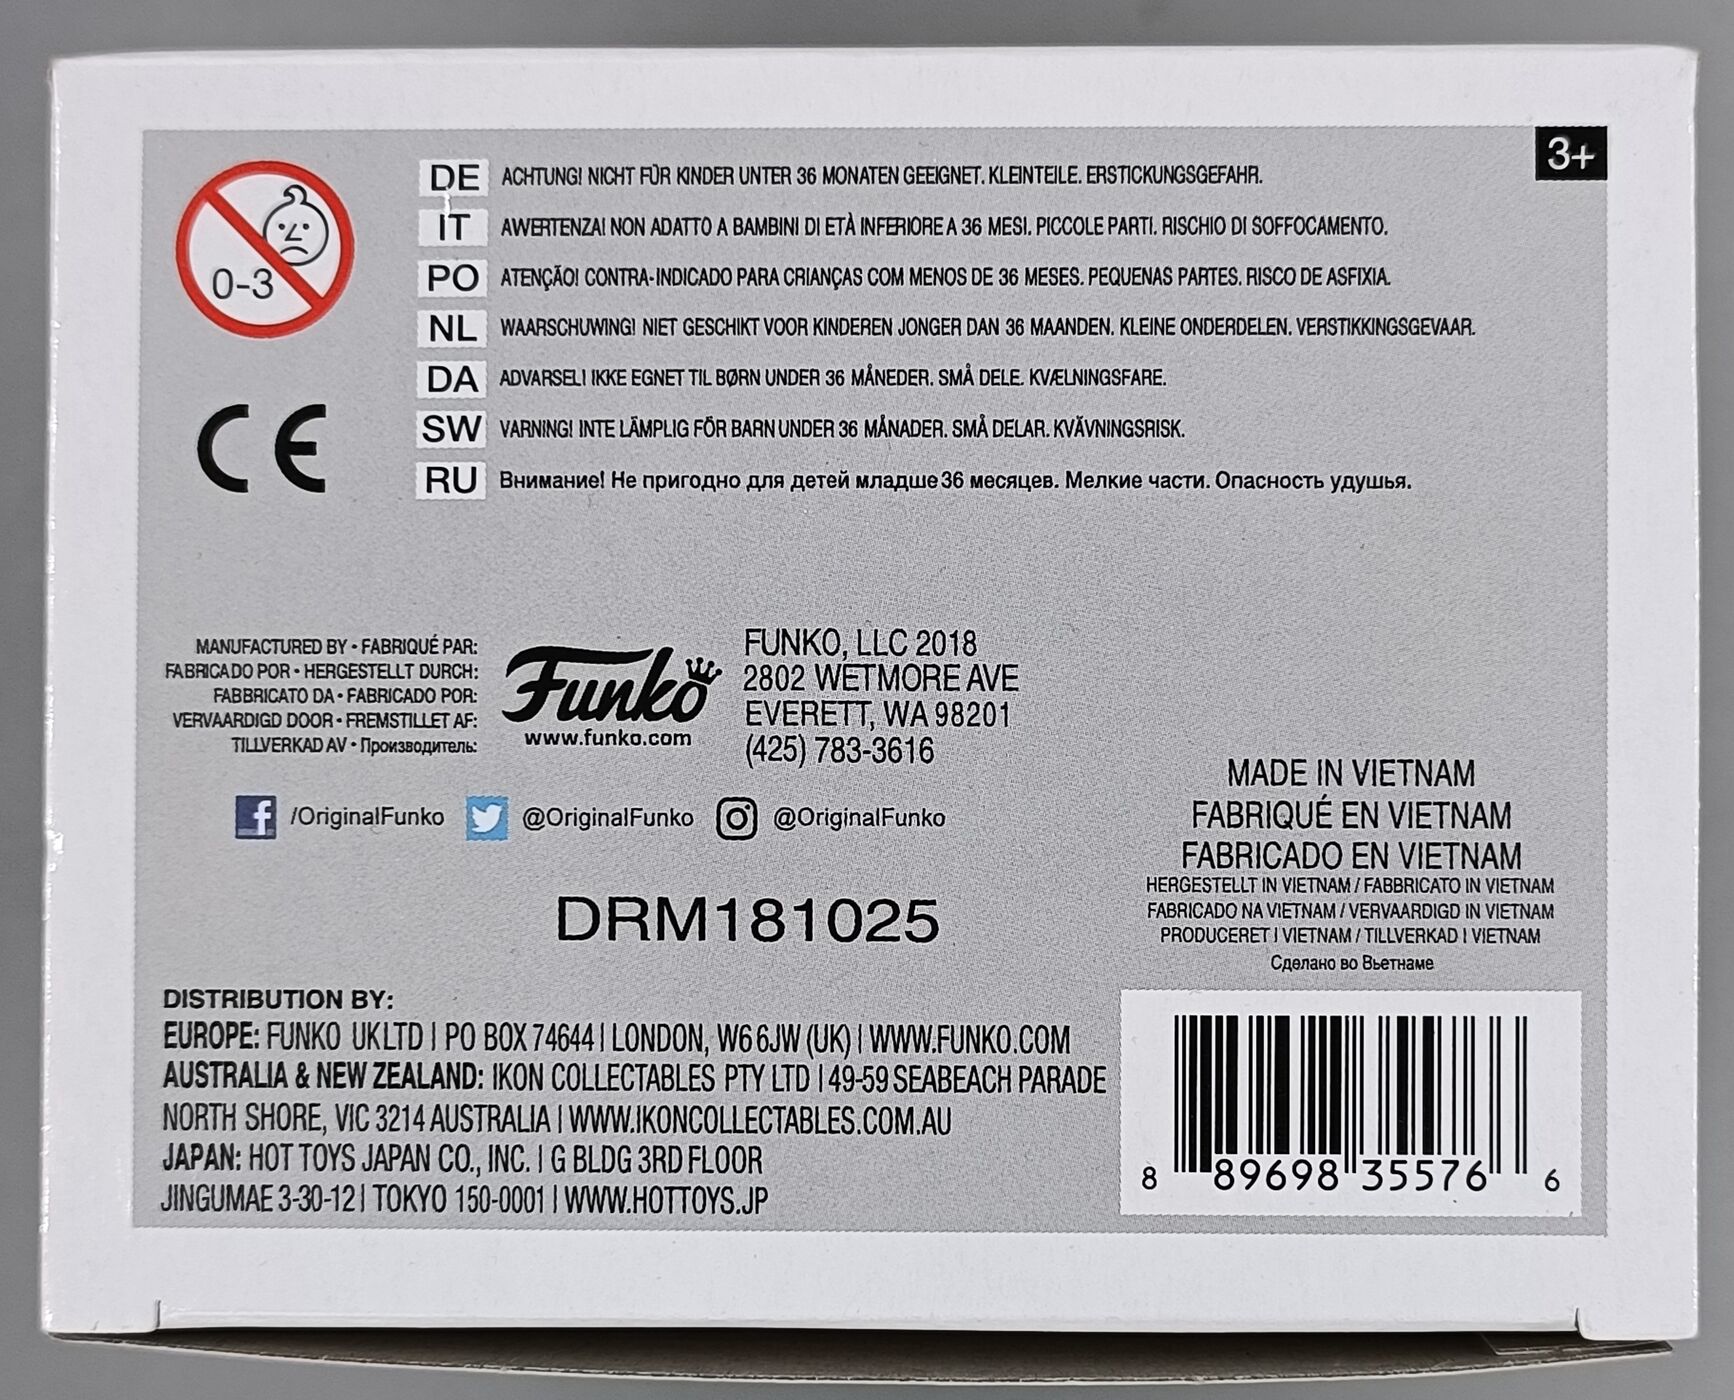 3+
0-3
DE ACHTUNG! NICHT FÜR KINDER UNTER 36 MONATEN GEEIGNET. KLEINTEILE. ERSTICKUNGSGEFAHR.
IT AWERTENZA! NON ADATTO A BAMBINI DI ETÀ INFERIORE A 36 MESI. PICCOLE PARTI. RISCHIO DI SOFFOCAMENTO.
PO ATENÇÃO! CONTRA-INDICADO PARA CRIANÇAS COM MENOS DE 36 MESES. PEQUENAS PARTES. RISCO DE ASFIXIA.
NL WAARSCHUWING! NIET GESCHIKT VOOR KINDEREN JONGER DAN 36 MAANDEN. KLEINE ONDERDELEN. VERSTIKKINGSGEVAAR.
DA ADVARSEL! IKKE EGNET TIL BØRN UNDER 36 MÅNEDER. SMÅ DELE. KVÆLNINGSFARE.
SW VARNING! INTE LÄMPLIG FÖR BARN UNDER 36 MÅNADER. SMÅ DELAR. KVÄVNINGSRISK.
RU Внимание! Не пригодно для детей младше 36 месяцев. Мелкие части. Опасность удушья.
CE
MANUFACTURED BY • FABRIQUÉ PAR:
FABRICADO POR • HERGESTELLT DURCH:
FABBRICATO DA • FABRICADO POR:
VERVAARDIGD DOOR • FREMSTILLET AF:
TILLVERKAD AV • Производитель:
Funko
www.funko.com
FUNKO, LLC 2018
2802 WETMORE AVE
EVERETT, WA 98201
(425) 783-3616
/OriginalFunko @OriginalFunko @OriginalFunko
DRM181025
MADE IN VIETNAM
FABRIQUÉ EN VIETNAM
FABRICADO EN VIETNAM
HERGESTELLT IN VIETNAM / FABBRICATO IN VIETNAM
FABRICADO NA VIETNAM / VERVAARDIGD IN VIETNAM
PRODUCERET I VIETNAM / TILLVERKAD I VIETNAM
Сделано во Вьетнаме
DISTRIBUTION BY:
EUROPE: FUNKO UK LTD | PO BOX 74644 | LONDON, W6 6JW (UK) | WWW.FUNKO.COM
AUSTRALIA & NEW ZEALAND: IKON COLLECTABLES PTY LTD | 49-59 SEABEACH PARADE
NORTH SHORE, VIC 3214 AUSTRALIA | WWW.IKONCOLLECTABLES.COM.AU
JAPAN: HOT TOYS JAPAN CO., INC. | G BLDG 3RD FLOOR
JINGUMAE 3-30-12 | TOKYO 150-0001 | WWW.HOTTOYS.JP
8 89698 35576 6